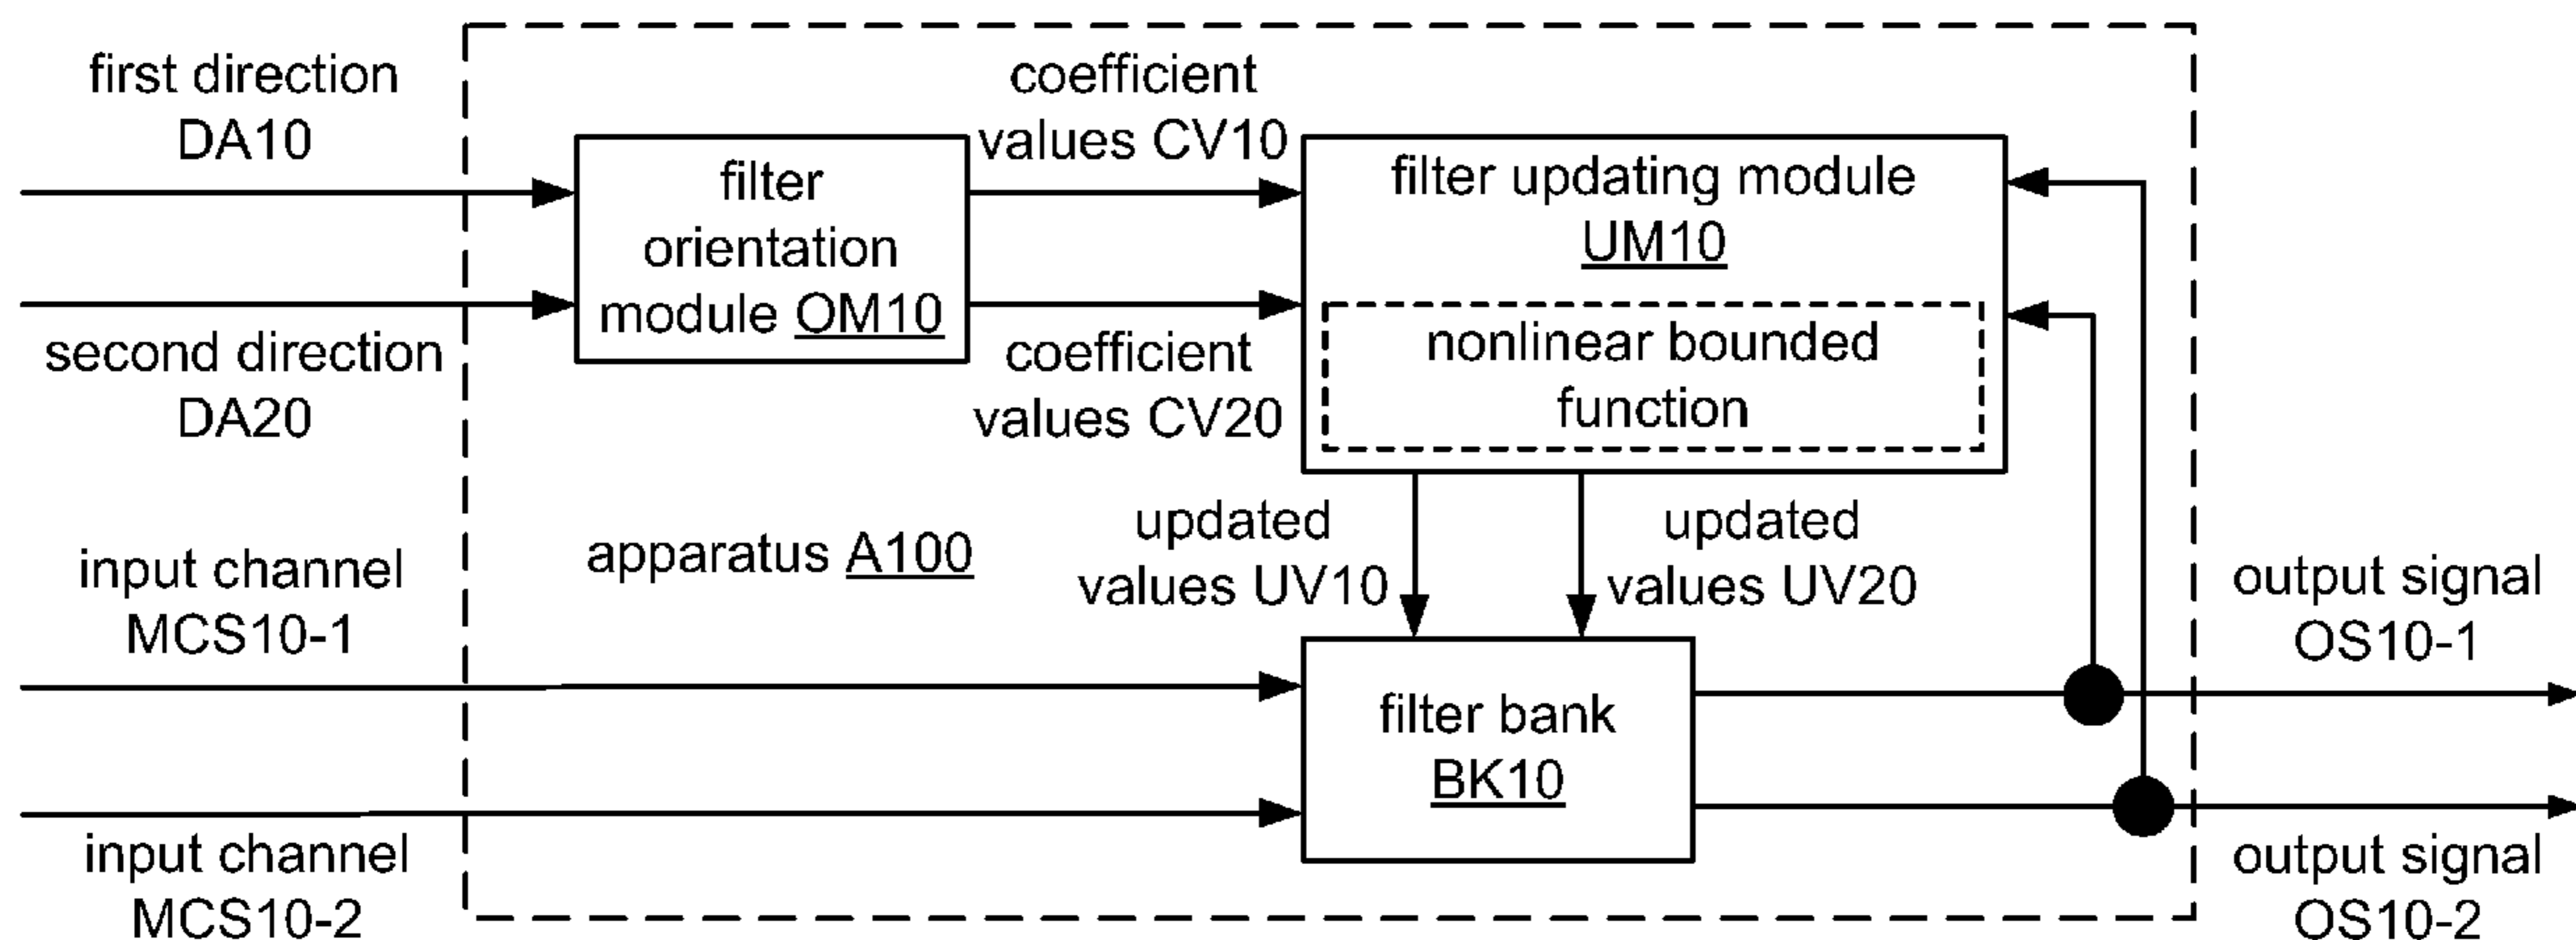 first direction
DA10
second direction
DA20
input channel
MCS10-1
input channel
MCS10-2
filter
orientation
module OM10
coefficient
values CV10
coefficient
values CV20
filter updating module
UM10
nonlinear bounded
function
apparatus A100
updated
values UV10
updated
values UV20
filter bank
BK10
output signal
OS10-1
output signal
OS10-2